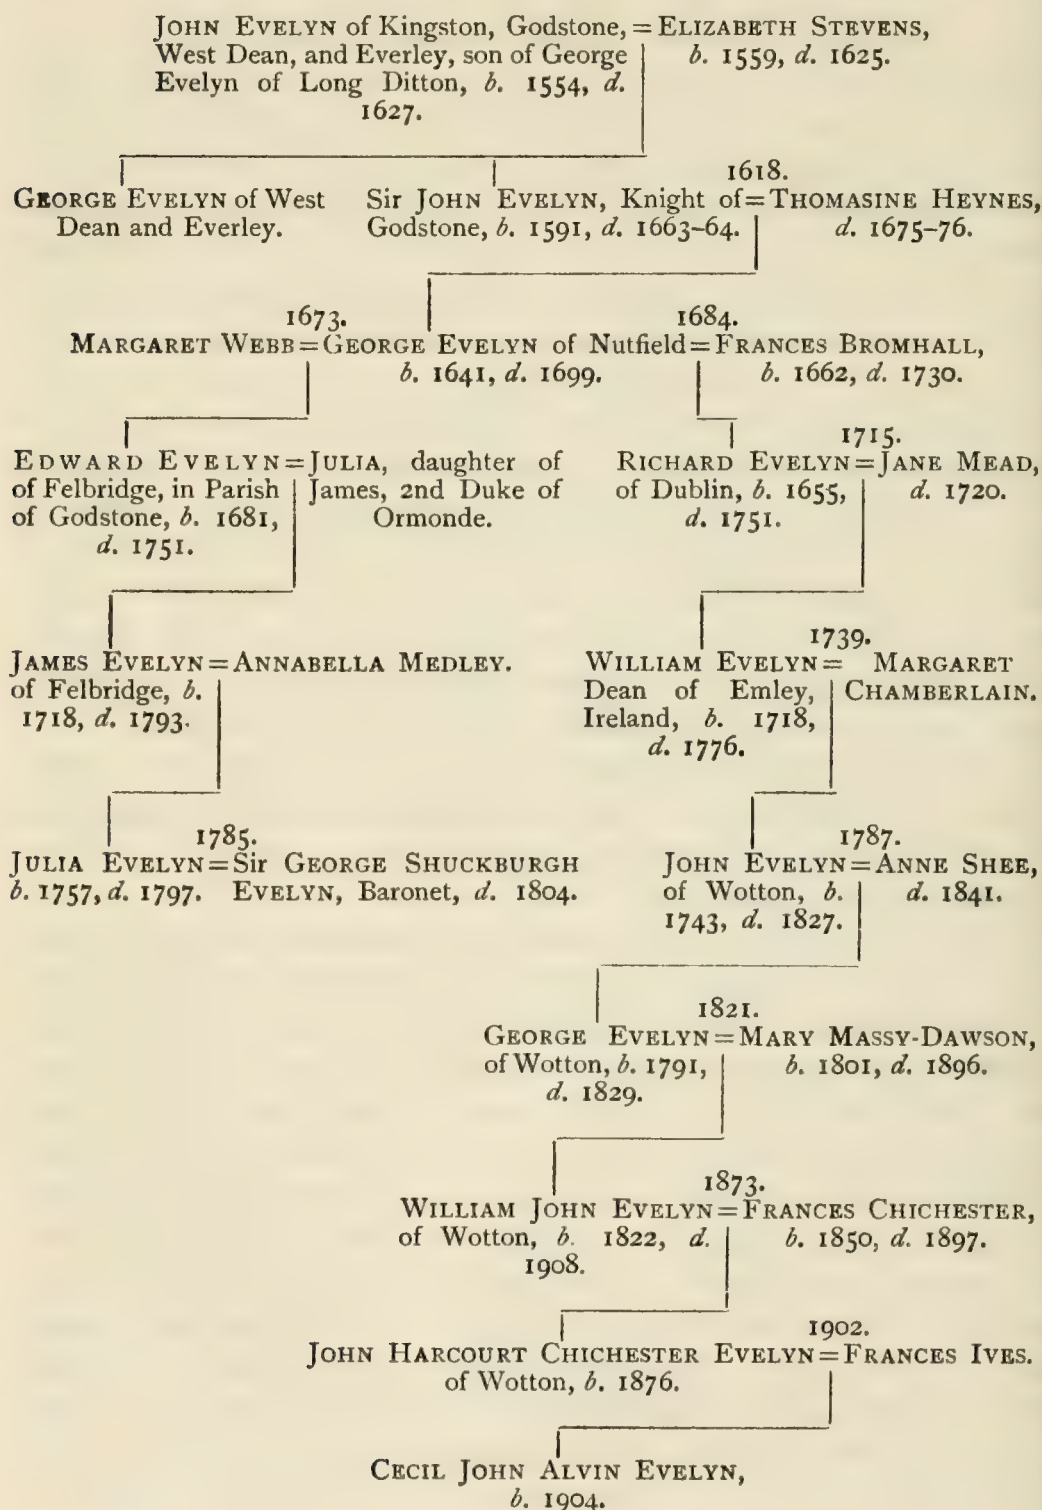 JOHN EVELYN of Kingston, Godstone, = ELIZABETH STEVENS,
West Dean, and Everley, son of George b. 1559, d. 1625.
Evelyn of Long Ditton, b. 1554, d.
1627.
1618.
GEORGE EVELYN of West Sir JOHN EVELYN, Knight of = THOMASINE HEYNES,
Dean and Everley. Godstone, b. 1591, d. 1663–64. d. 1675–76.
1673. 1684.
MARGARET WEBB = GEORGE EVELYN of Nutfield = FRANCES BROMHALL,
b. 1641, d. 1699. b. 1662, d. 1730.
1715.
EDWARD EVELYN = JULIA, daughter of RICHARD EVELYN = JANE MEAD,
of Felbridge, in Parish James, 2nd Duke of of Dublin, b. 1655, d. 1720.
of Godstone, b. 1681, Ormonde. d. 1751.
d. 1751.
1739.
JAMES EVELYN = ANNABELLA MEDLEY. WILLIAM EVELYN = MARGARET
of Felbridge, b. Dean of Emley, CHAMBERLAIN.
1718, d. 1793. Ireland, b. 1718,
d. 1776.
1785. 1787.
JULIA EVELYN = Sir GEORGE SHUCKBURGH JOHN EVELYN = ANNE SHEE,
b. 1757, d. 1797. EVELYN, Baronet, d. 1804. of Wotton, b. d. 1841.
1743, d. 1827.
1821.
GEORGE EVELYN = MARY MASSY-DAWSON,
of Wotton, b. 1791, b. 1801, d. 1896.
d. 1829.
1873.
WILLIAM JOHN EVELYN = FRANCES CHICHESTER,
of Wotton, b. 1822, d. b. 1850, d. 1897.
1908.
1902.
JOHN HARCOURT CHICHESTER EVELYN = FRANCES IVES.
of Wotton, b. 1876.
CECIL JOHN ALVIN EVELYN,
b. 1904.